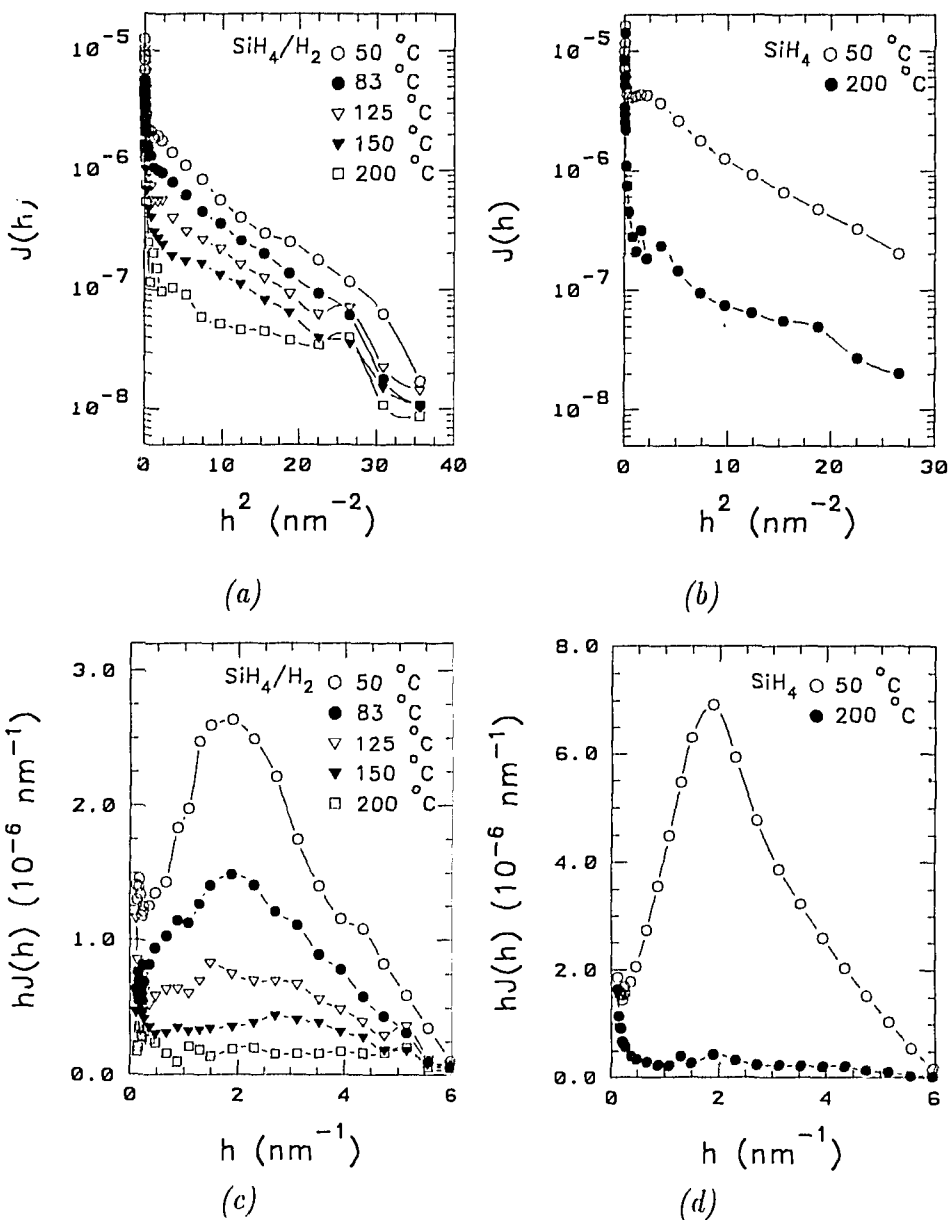 SiH4/H2
50 °C
83 °C
125 °C
150 °C
200 °C
10^-5
10^-6
10^-7
10^-8
J(h)
0 10 20 30 40
h^2 (nm^-2)
(a)
SiH4 50 °C
200 °C
10^-5
10^-6
10^-7
10^-8
J(h)
0 10 20 30
h^2 (nm^-2)
(b)
SiH4/H2
50 °C
83 °C
125 °C
150 °C
200 °C
3.0
2.0
1.0
0.0
hJ(h) (10^-6 nm^-1)
0 2 4 6
h (nm^-1)
(c)
SiH4 50 °C
200 °C
8.0
6.0
4.0
2.0
0.0
hJ(h) (10^-6 nm^-1)
0 2 4 6
h (nm^-1)
(d)